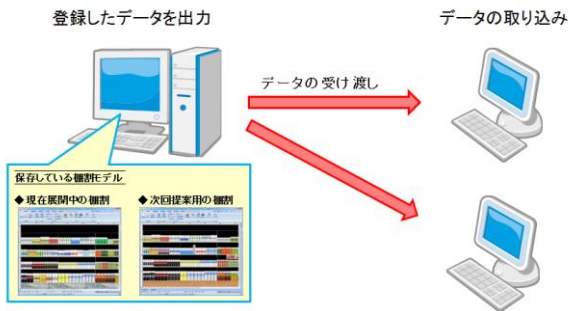 登録したデータを出力
データの取り込み
データの受け渡し
保存している棚割モデル
◆現在展開中の棚割
◆次回提案用の棚割